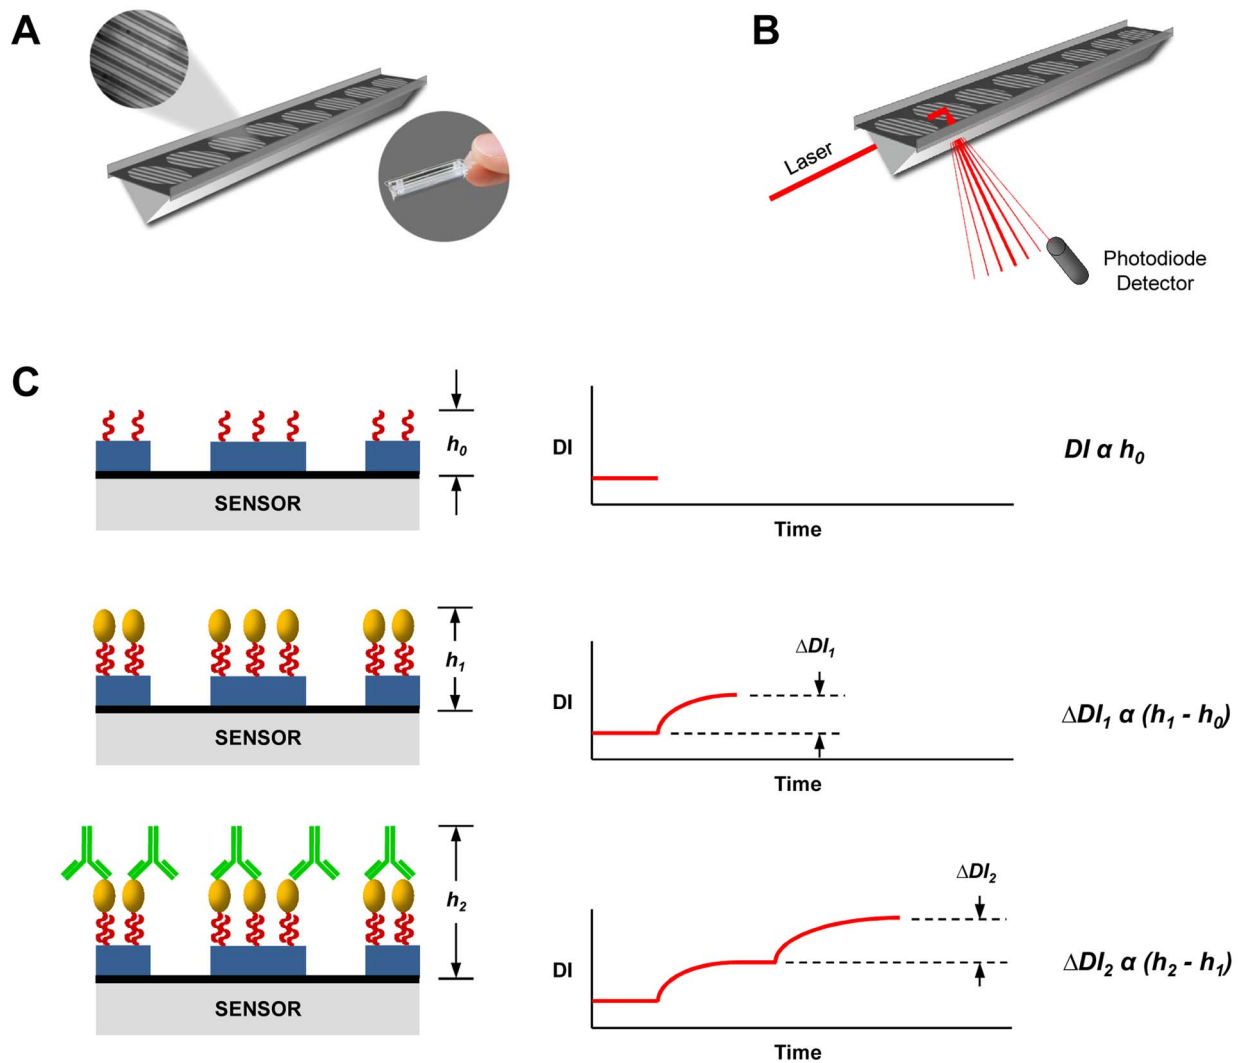 A
B
Laser
Photodiode
Detector
C
h0
SENSOR
DI
Time
DI α h0
h1
SENSOR
DI
ΔDI1
Time
ΔDI1 α (h1 - h0)
h2
SENSOR
DI
ΔDI2
Time
ΔDI2 α (h2 - h1)